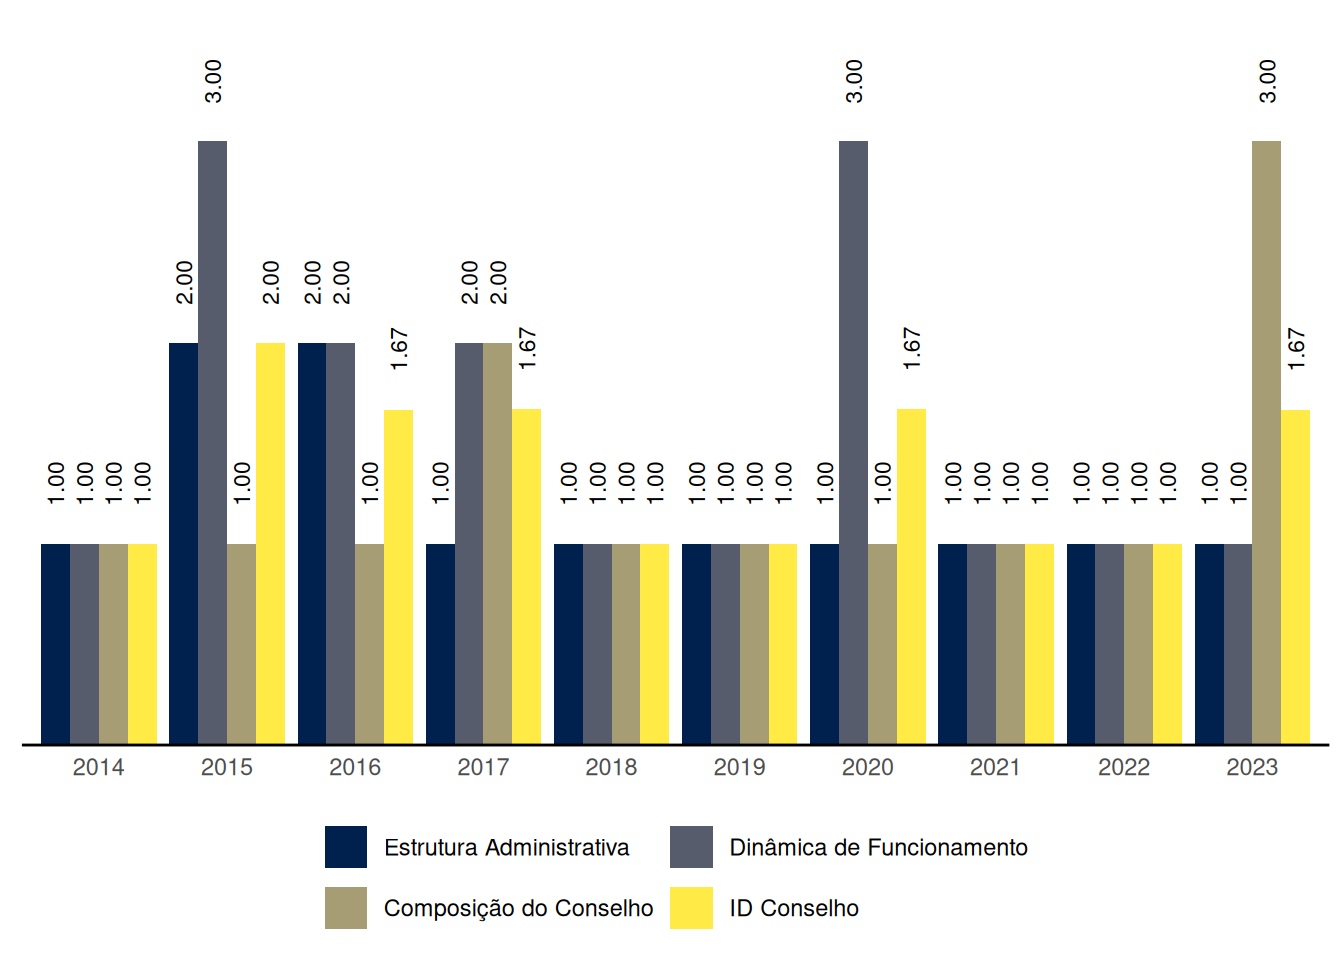 3.00 3.00 3.00
2.00 2.00 2.00 2.00 2.00 2.00
1.67 1.67 1.67 1.67
1.00 1.00 1.00 1.00 1.00 1.00 1.00 1.00 1.00 1.00 1.00 1.00 1.00 1.00 1.00 1.00 1.00 1.00 1.00 1.00 1.00 1.00 1.00 1.00 1.00 1.00 1.00
2014 2015 2016 2017 2018 2019 2020 2021 2022 2023
Estrutura Administrativa Dinâmica de Funcionamento
Composição do Conselho ID Conselho